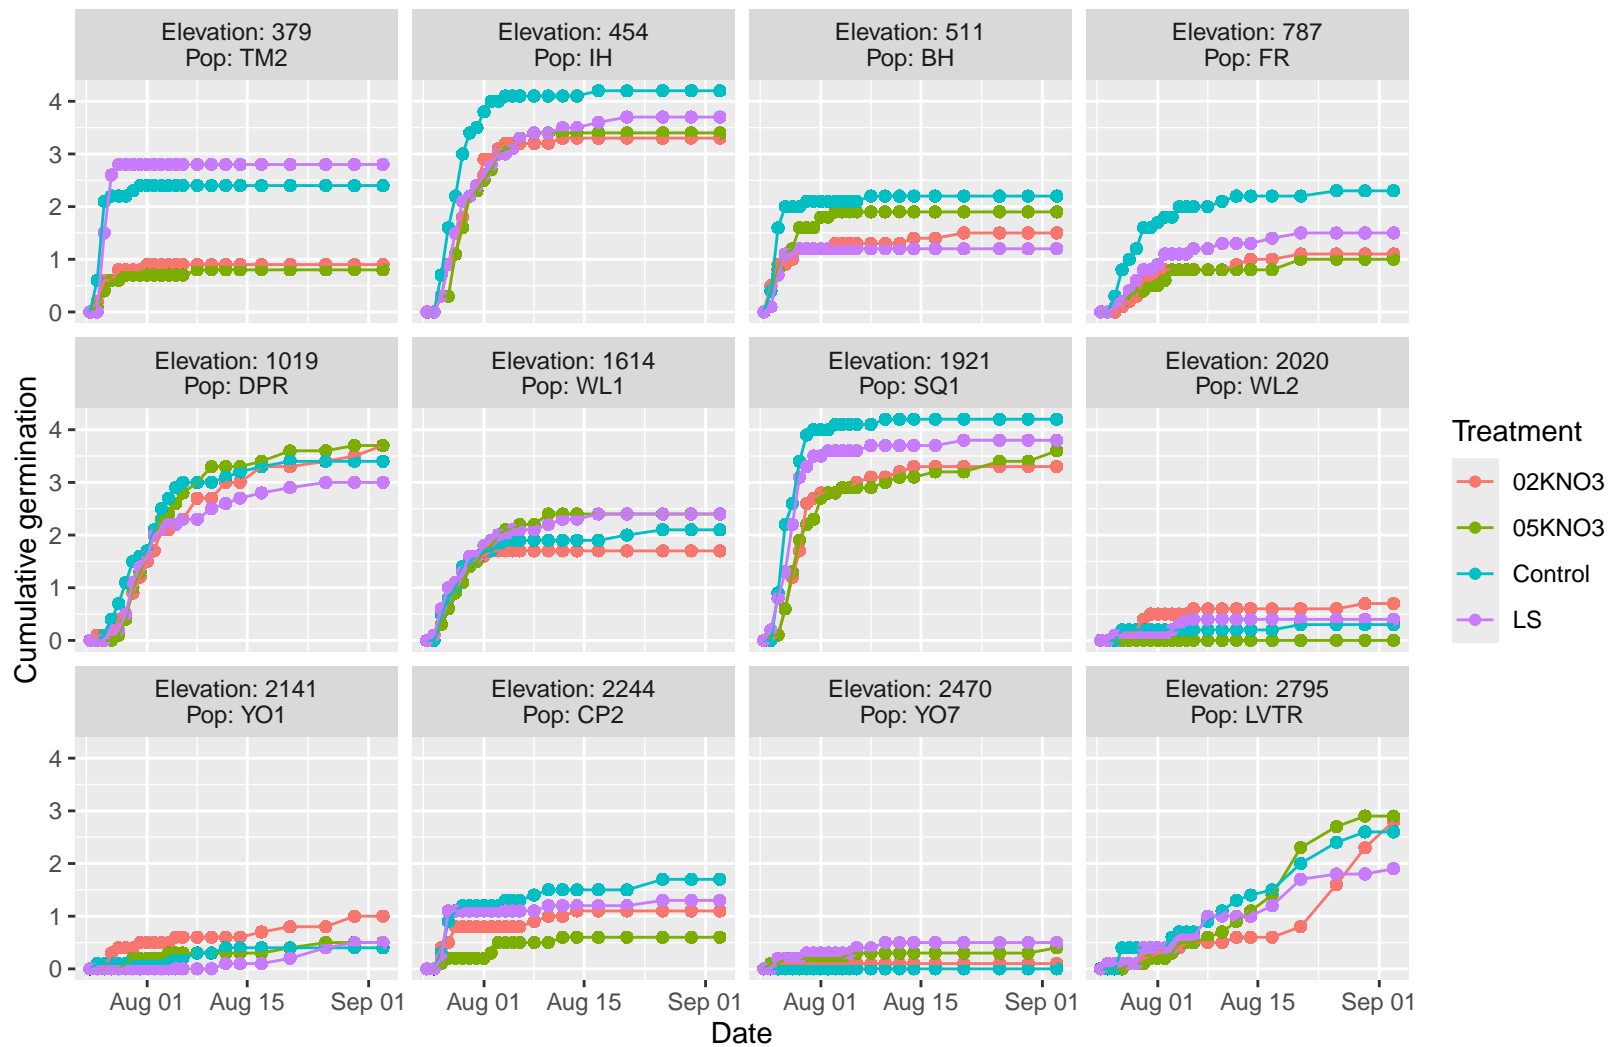 Elevation: 379
Pop: TM2
Elevation: 454
Pop: IH
Elevation: 511
Pop: BH
Elevation: 787
Pop: FR
4
3
2
1
0
Elevation: 1019
Pop: DPR
Elevation: 1614
Pop: WL1
Elevation: 1921
Pop: SQ1
Elevation: 2020
Pop: WL2
4
3
2
1
0
Elevation: 2141
Pop: YO1
Elevation: 2244
Pop: CP2
Elevation: 2470
Pop: YO7
Elevation: 2795
Pop: LVTR
4
3
2
1
0
Aug 01 Aug 15 Sep 01
Aug 01 Aug 15 Sep 01
Aug 01 Aug 15 Sep 01
Aug 01 Aug 15 Sep 01
Date
Cumulative germination
Treatment
02KNO3
05KNO3
Control
LS